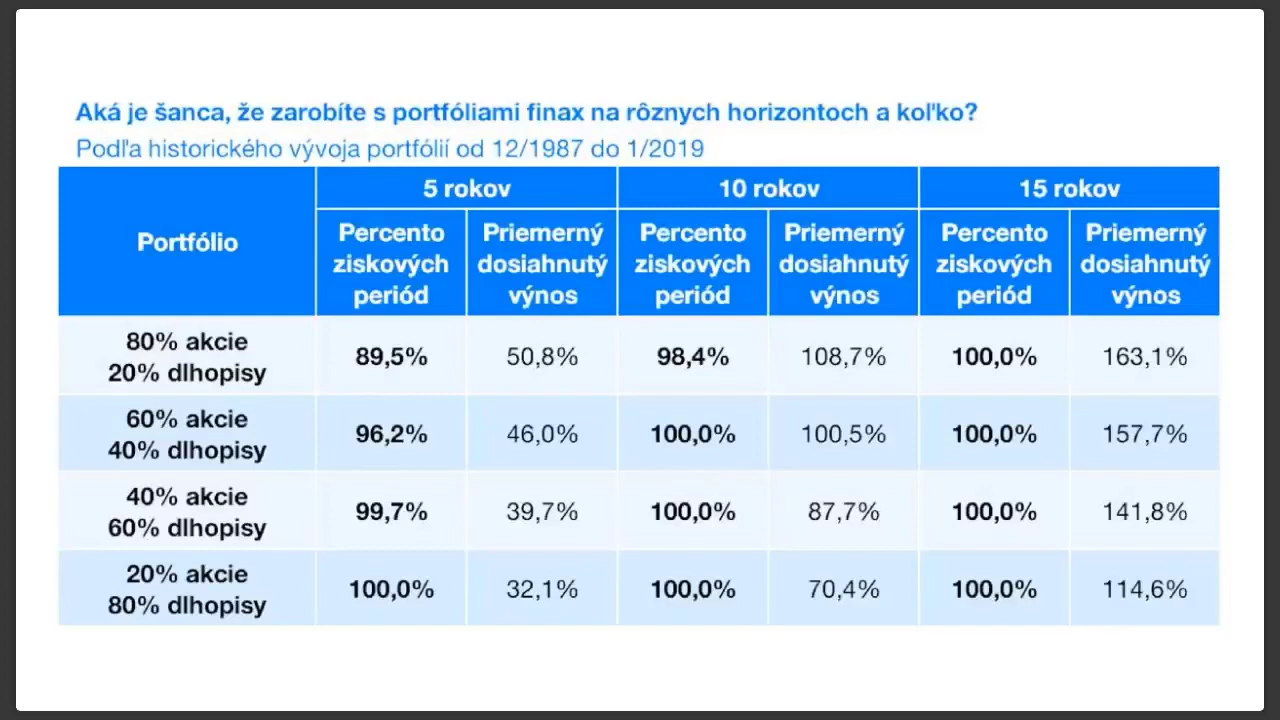 Aká je šanca, že zarobíte s portfóliami finax na rôznych horizontoch a koľko?
Podľa historického vývoja portfólií od 12/1987 do 1/2019
Portfólio
5 rokov
10 rokov
15 rokov
Percento
ziskových
periód
Priemerný
dosiahnutý
výnos
Percento
ziskových
periód
Priemerný
dosiahnutý
výnos
Percento
ziskových
periód
Priemerný
dosiahnutý
výnos
80% akcie
20% dlhopisy
89,5%
50,8%
98,4%
108,7%
100,0%
163,1%
60% akcie
40% dlhopisy
96,2%
46,0%
100,0%
100,5%
100,0%
157,7%
40% akcie
60% dlhopisy
99,7%
39,7%
100,0%
87,7%
100,0%
141,8%
20% akcie
80% dlhopisy
100,0%
32,1%
100,0%
70,4%
100,0%
114,6%